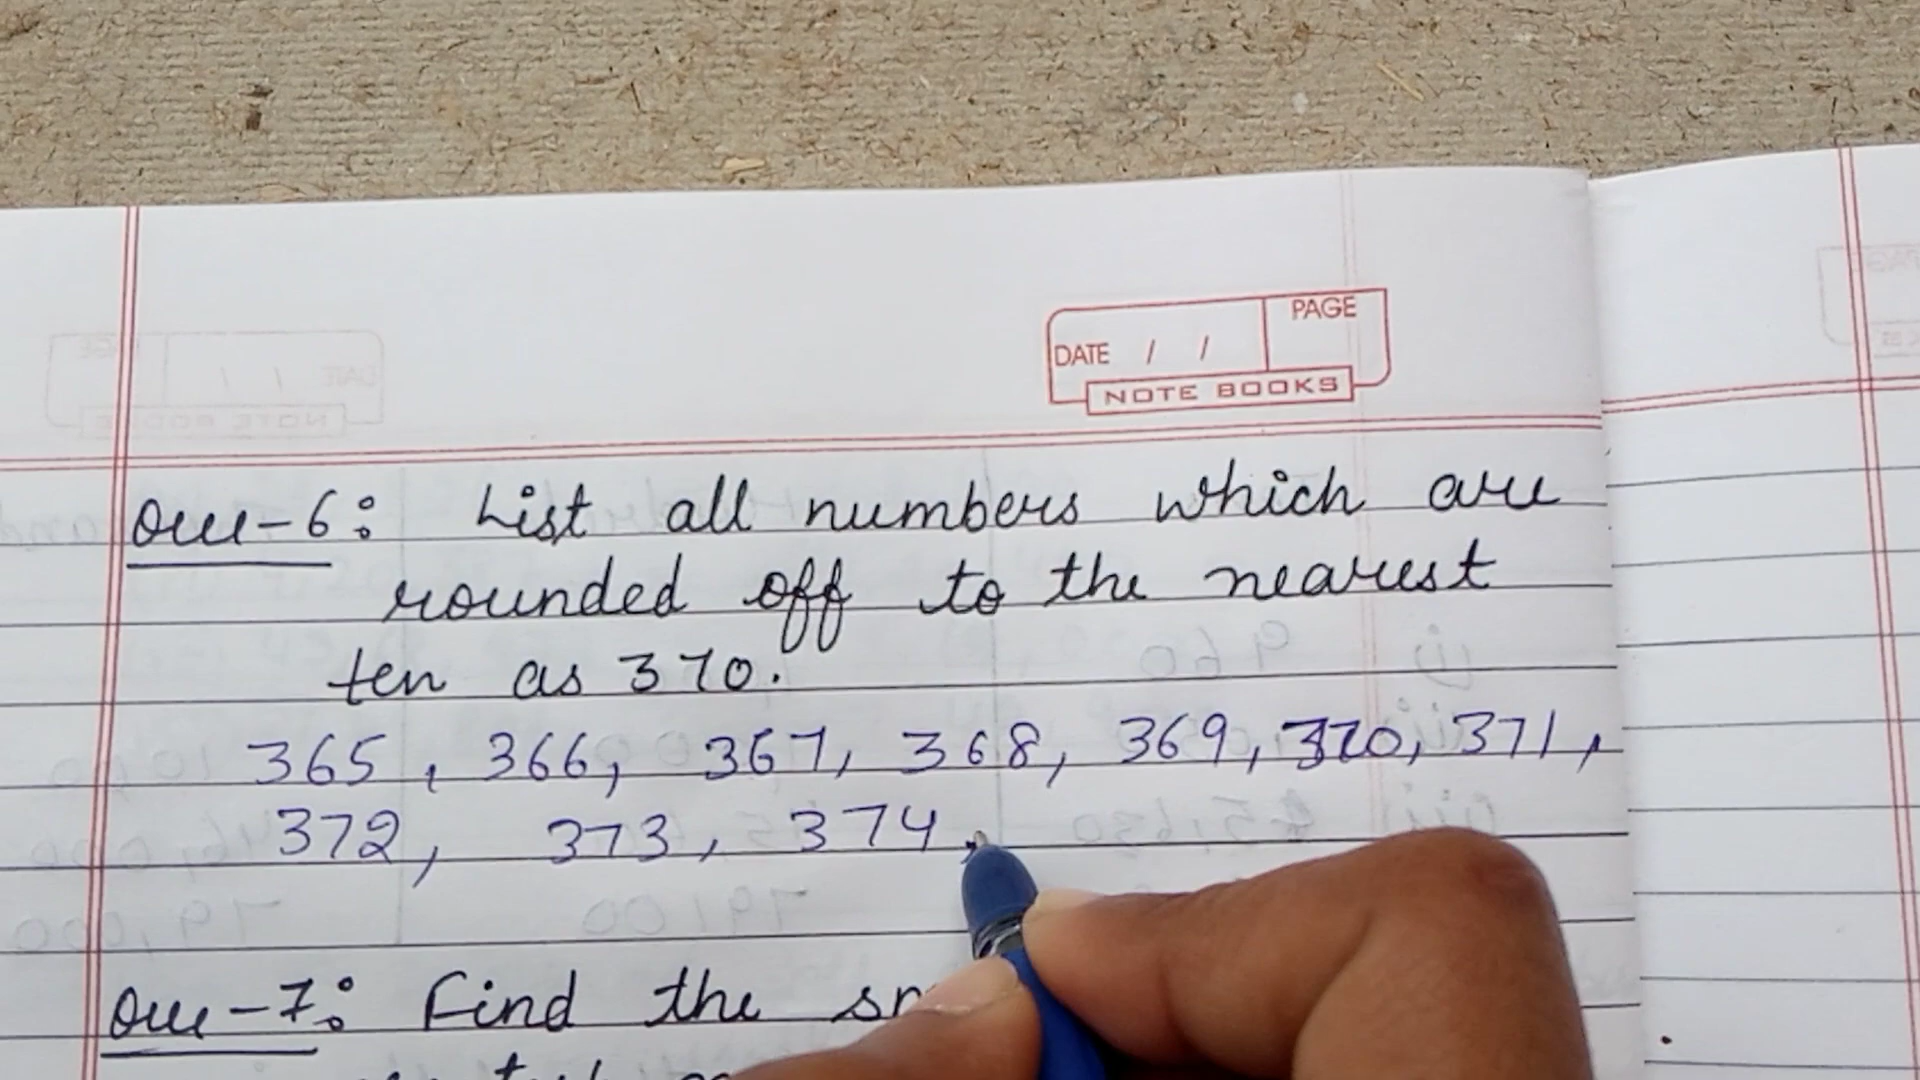 DATE / / PAGE
NOTE BOOKS
Que-6: List all numbers which are
rounded off to the nearest
ten as 370.
365, 366, 367, 368, 369, 370, 371,
372, 373, 374.
Que-7: Find the